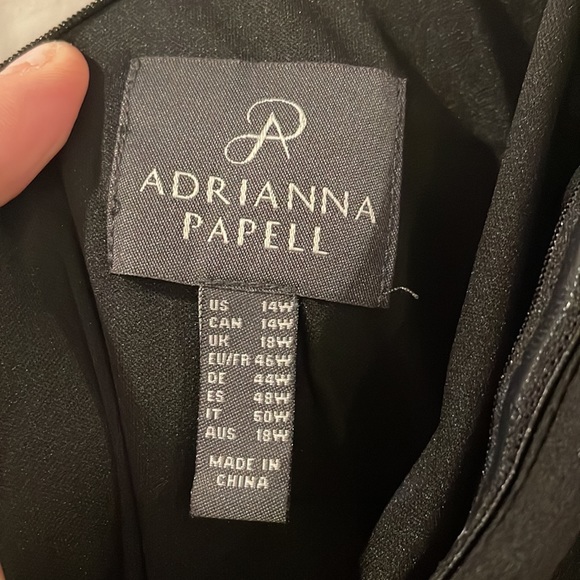 AP
ADRIANNA
PAPELL
US 14W
CAN 14W
UK 18W
EU/FR 46W
DE 44W
ES 48W
IT 50W
AUS 18W
MADE IN
CHINA